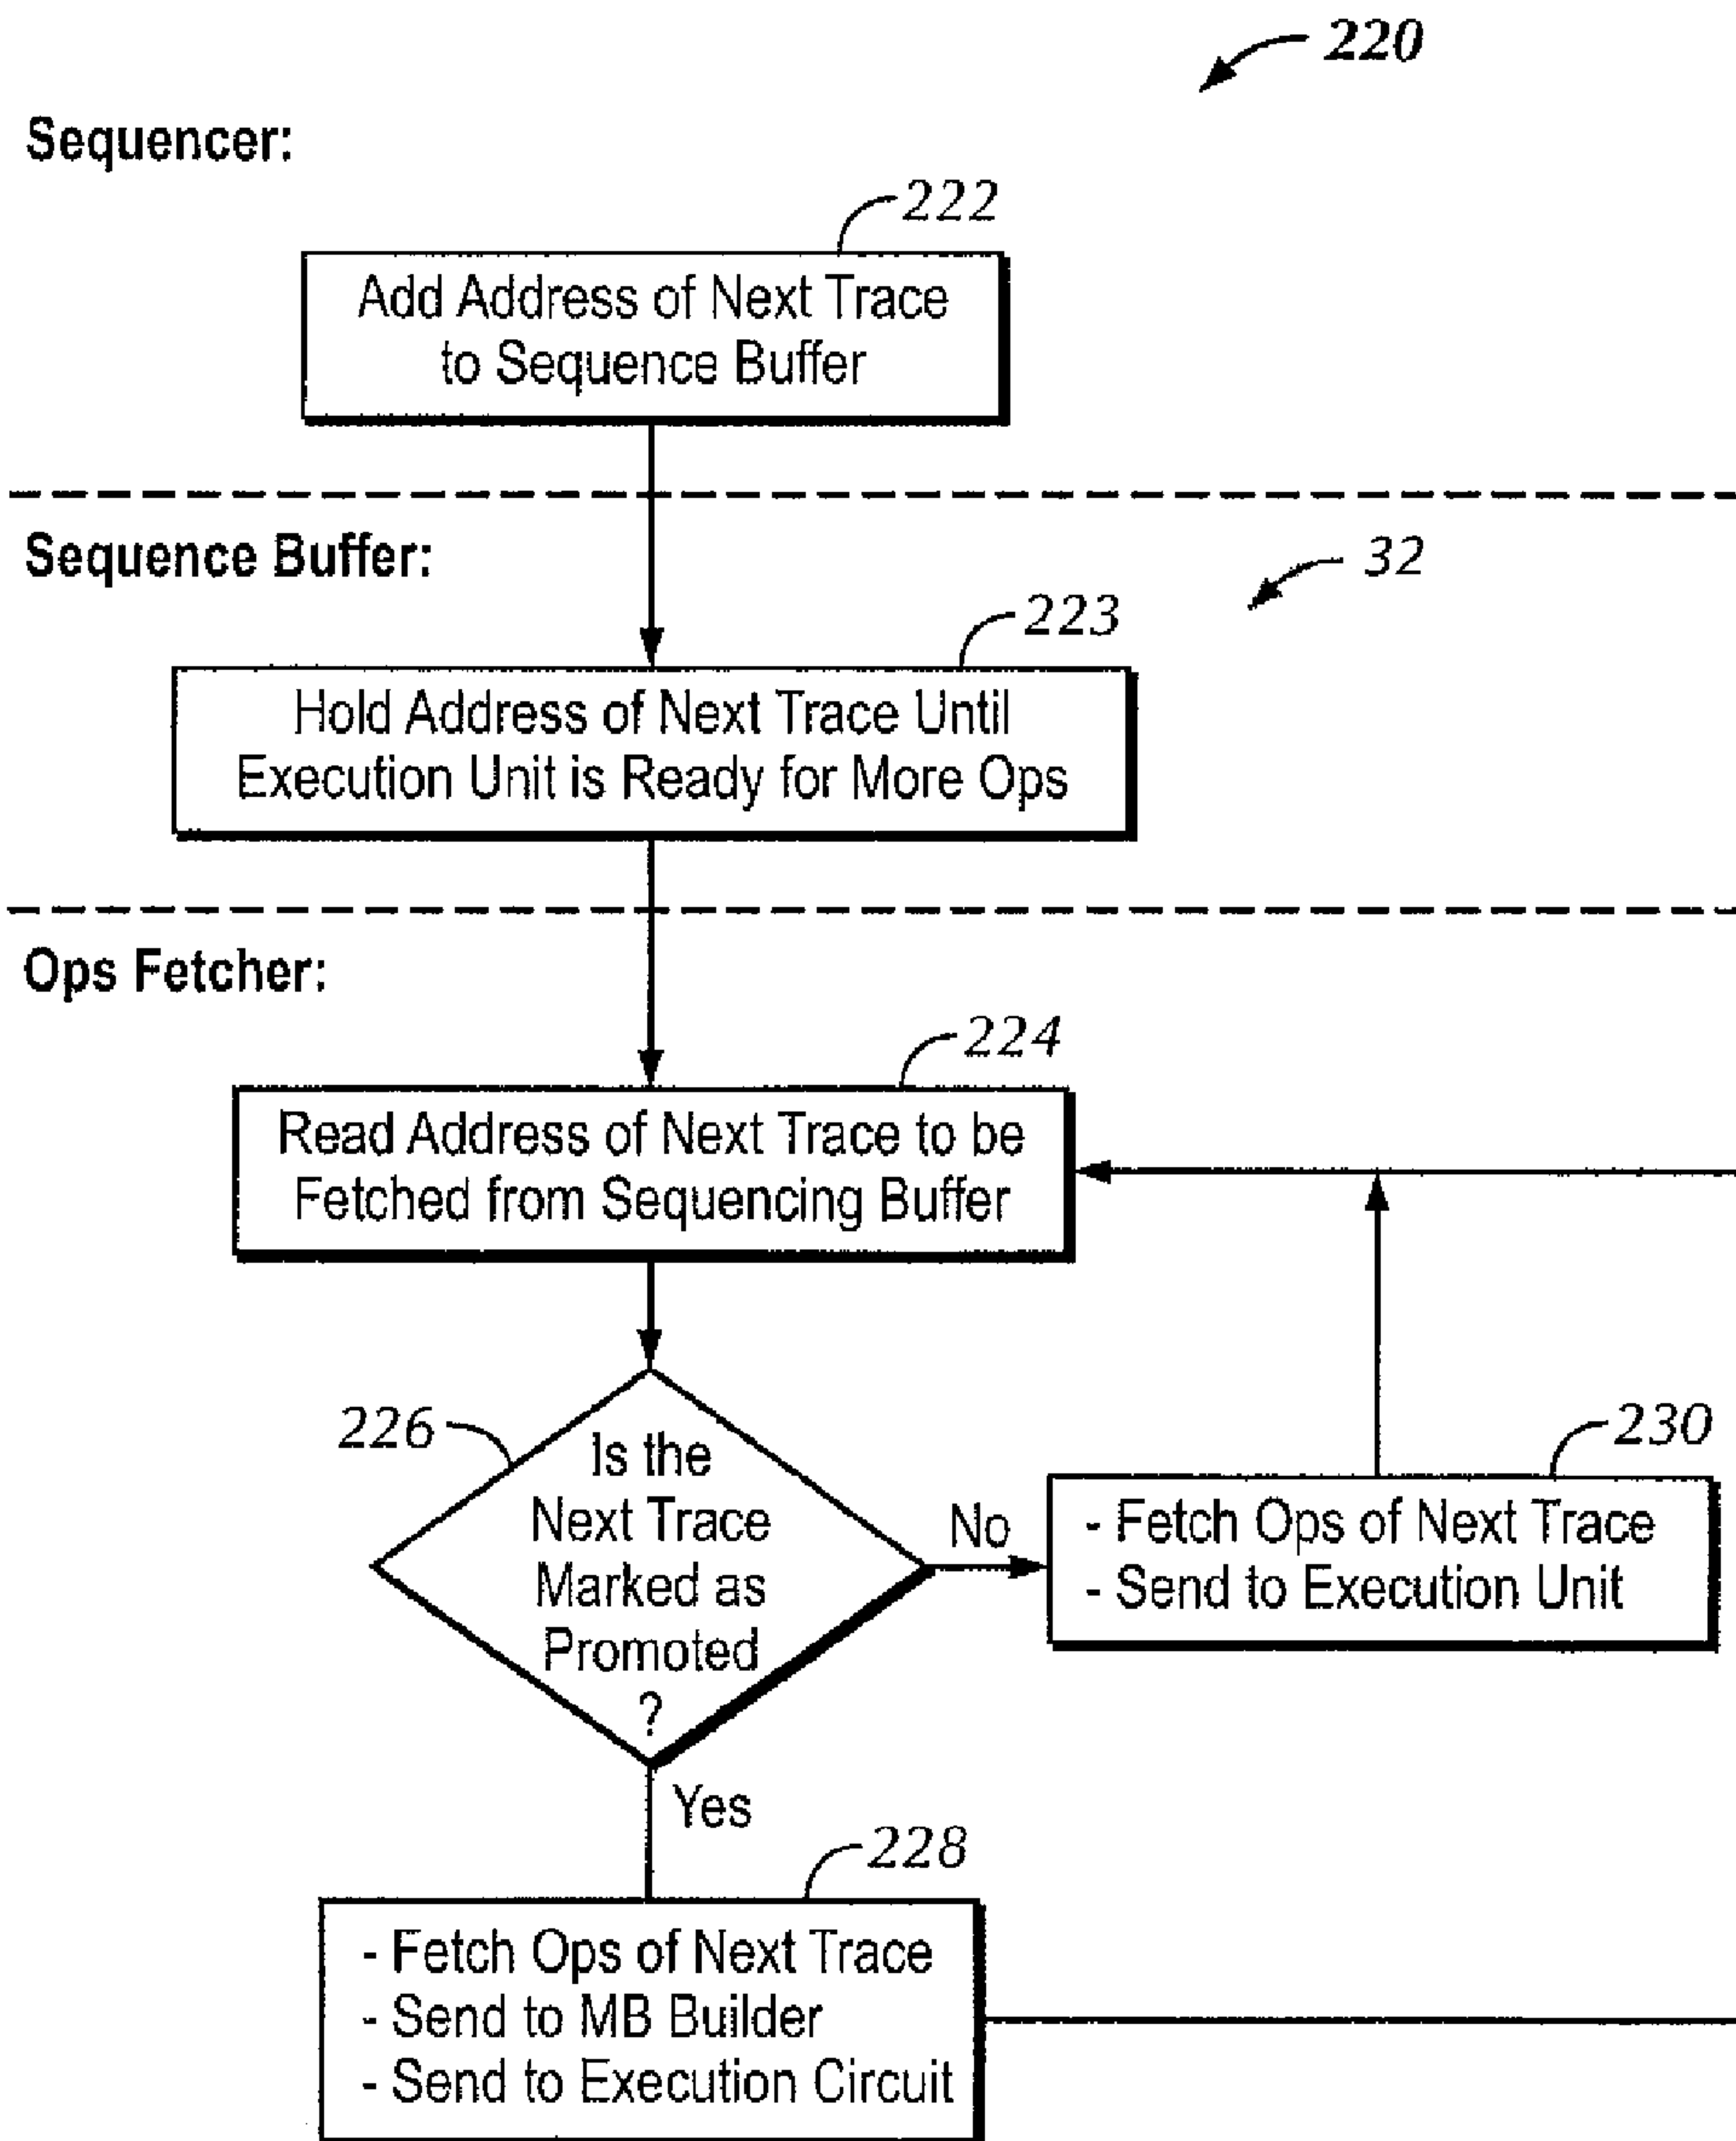 220
Sequencer:
222
Add Address of Next Trace
to Sequence Buffer
Sequence Buffer:
32
223
Hold Address of Next Trace Until
Execution Unit is Ready for More Ops
Ops Fetcher:
224
Read Address of Next Trace to be
Fetched from Sequencing Buffer
226
Is the
Next Trace
Marked as
Promoted
?
No
230
- Fetch Ops of Next Trace
- Send to Execution Unit
Yes
228
- Fetch Ops of Next Trace
- Send to MB Builder
- Send to Execution Circuit